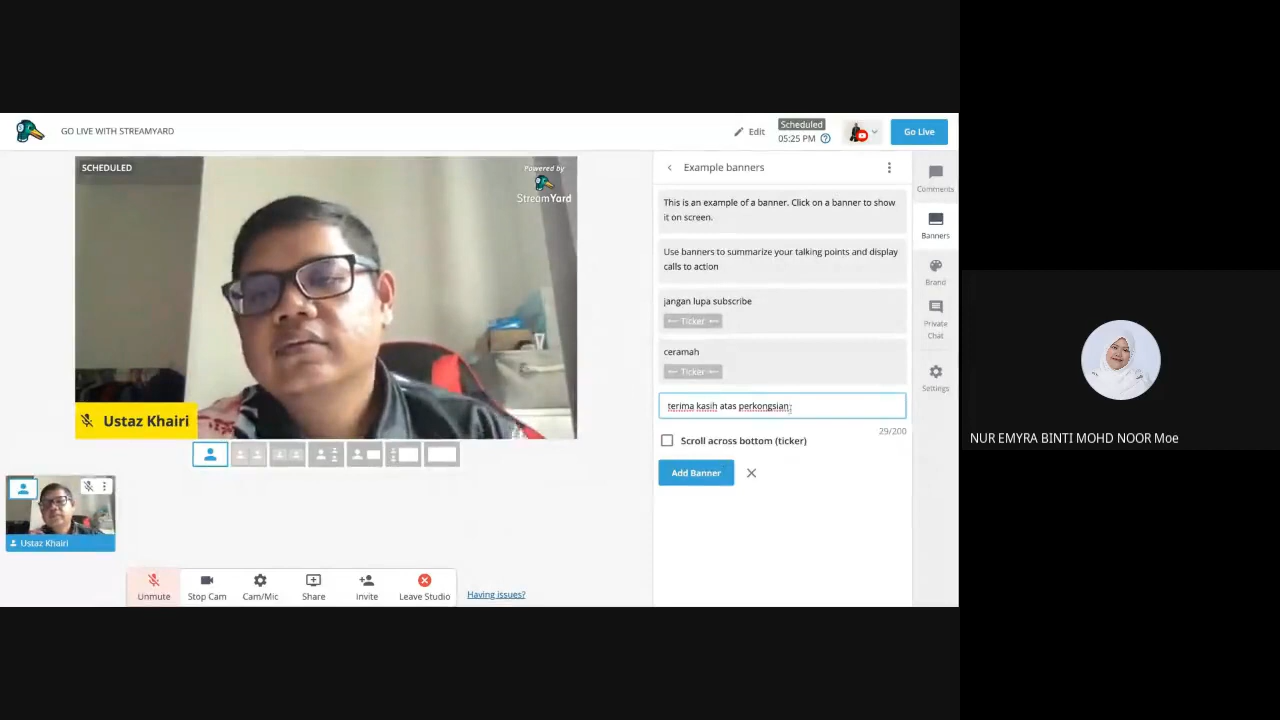 GO LIVE WITH STREAMYARD
Edit
Scheduled
05:25 PM
Go Live
SCHEDULED
Powered by
StreamYard
Ustaz Khairi
Ustaz Khairi
Unmute
Stop Cam
Cam/Mic
Share
Invite
Leave Studio
Having issues?
Example banners
This is an example of a banner. Click on a banner to show
it on screen.
Use banners to summarize your talking points and display
calls to action
jangan lupa subscribe
Ticker
ceramah
Ticker
terima kasih atas perkongsian
29/200
Scroll across bottom (ticker)
Add Banner
Comments
Banners
Brand
Private
Chat
Settings
NUR EMYRA BINTI MOHD NOOR Moe